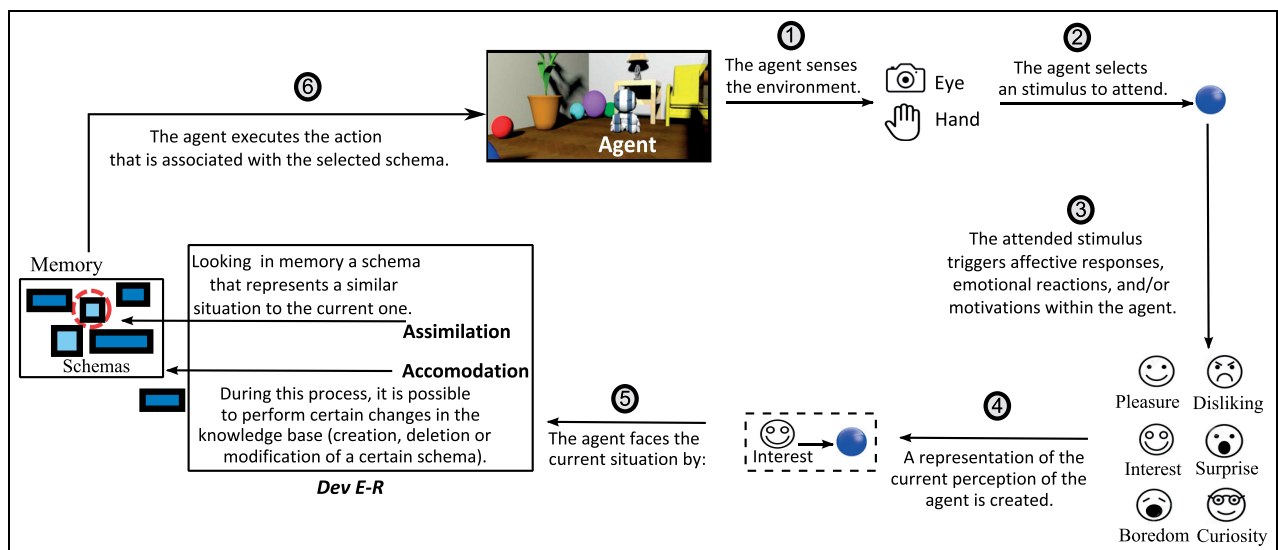 1
The agent senses
the environment.
Eye
Hand
2
The agent selects
an stimulus to attend.
Agent
6
The agent executes the action
that is associated with the selected schema.
3
The attended stimulus
triggers affective responses,
emotional reactions, and/or
motivations within the agent.
Pleasure
Disliking
Interest
Surprise
Boredom
Curiosity
4
A representation of the
current perception of the
agent is created.
Interest
5
The agent faces the
current situation by:
Looking in memory a schema
that represents a similar
situation to the current one.
Assimilation
Accomodation
During this process, it is possible
to perform certain changes in the
knowledge base (creation, deletion or
modification of a certain schema).
Dev E-R
Memory
Schemas